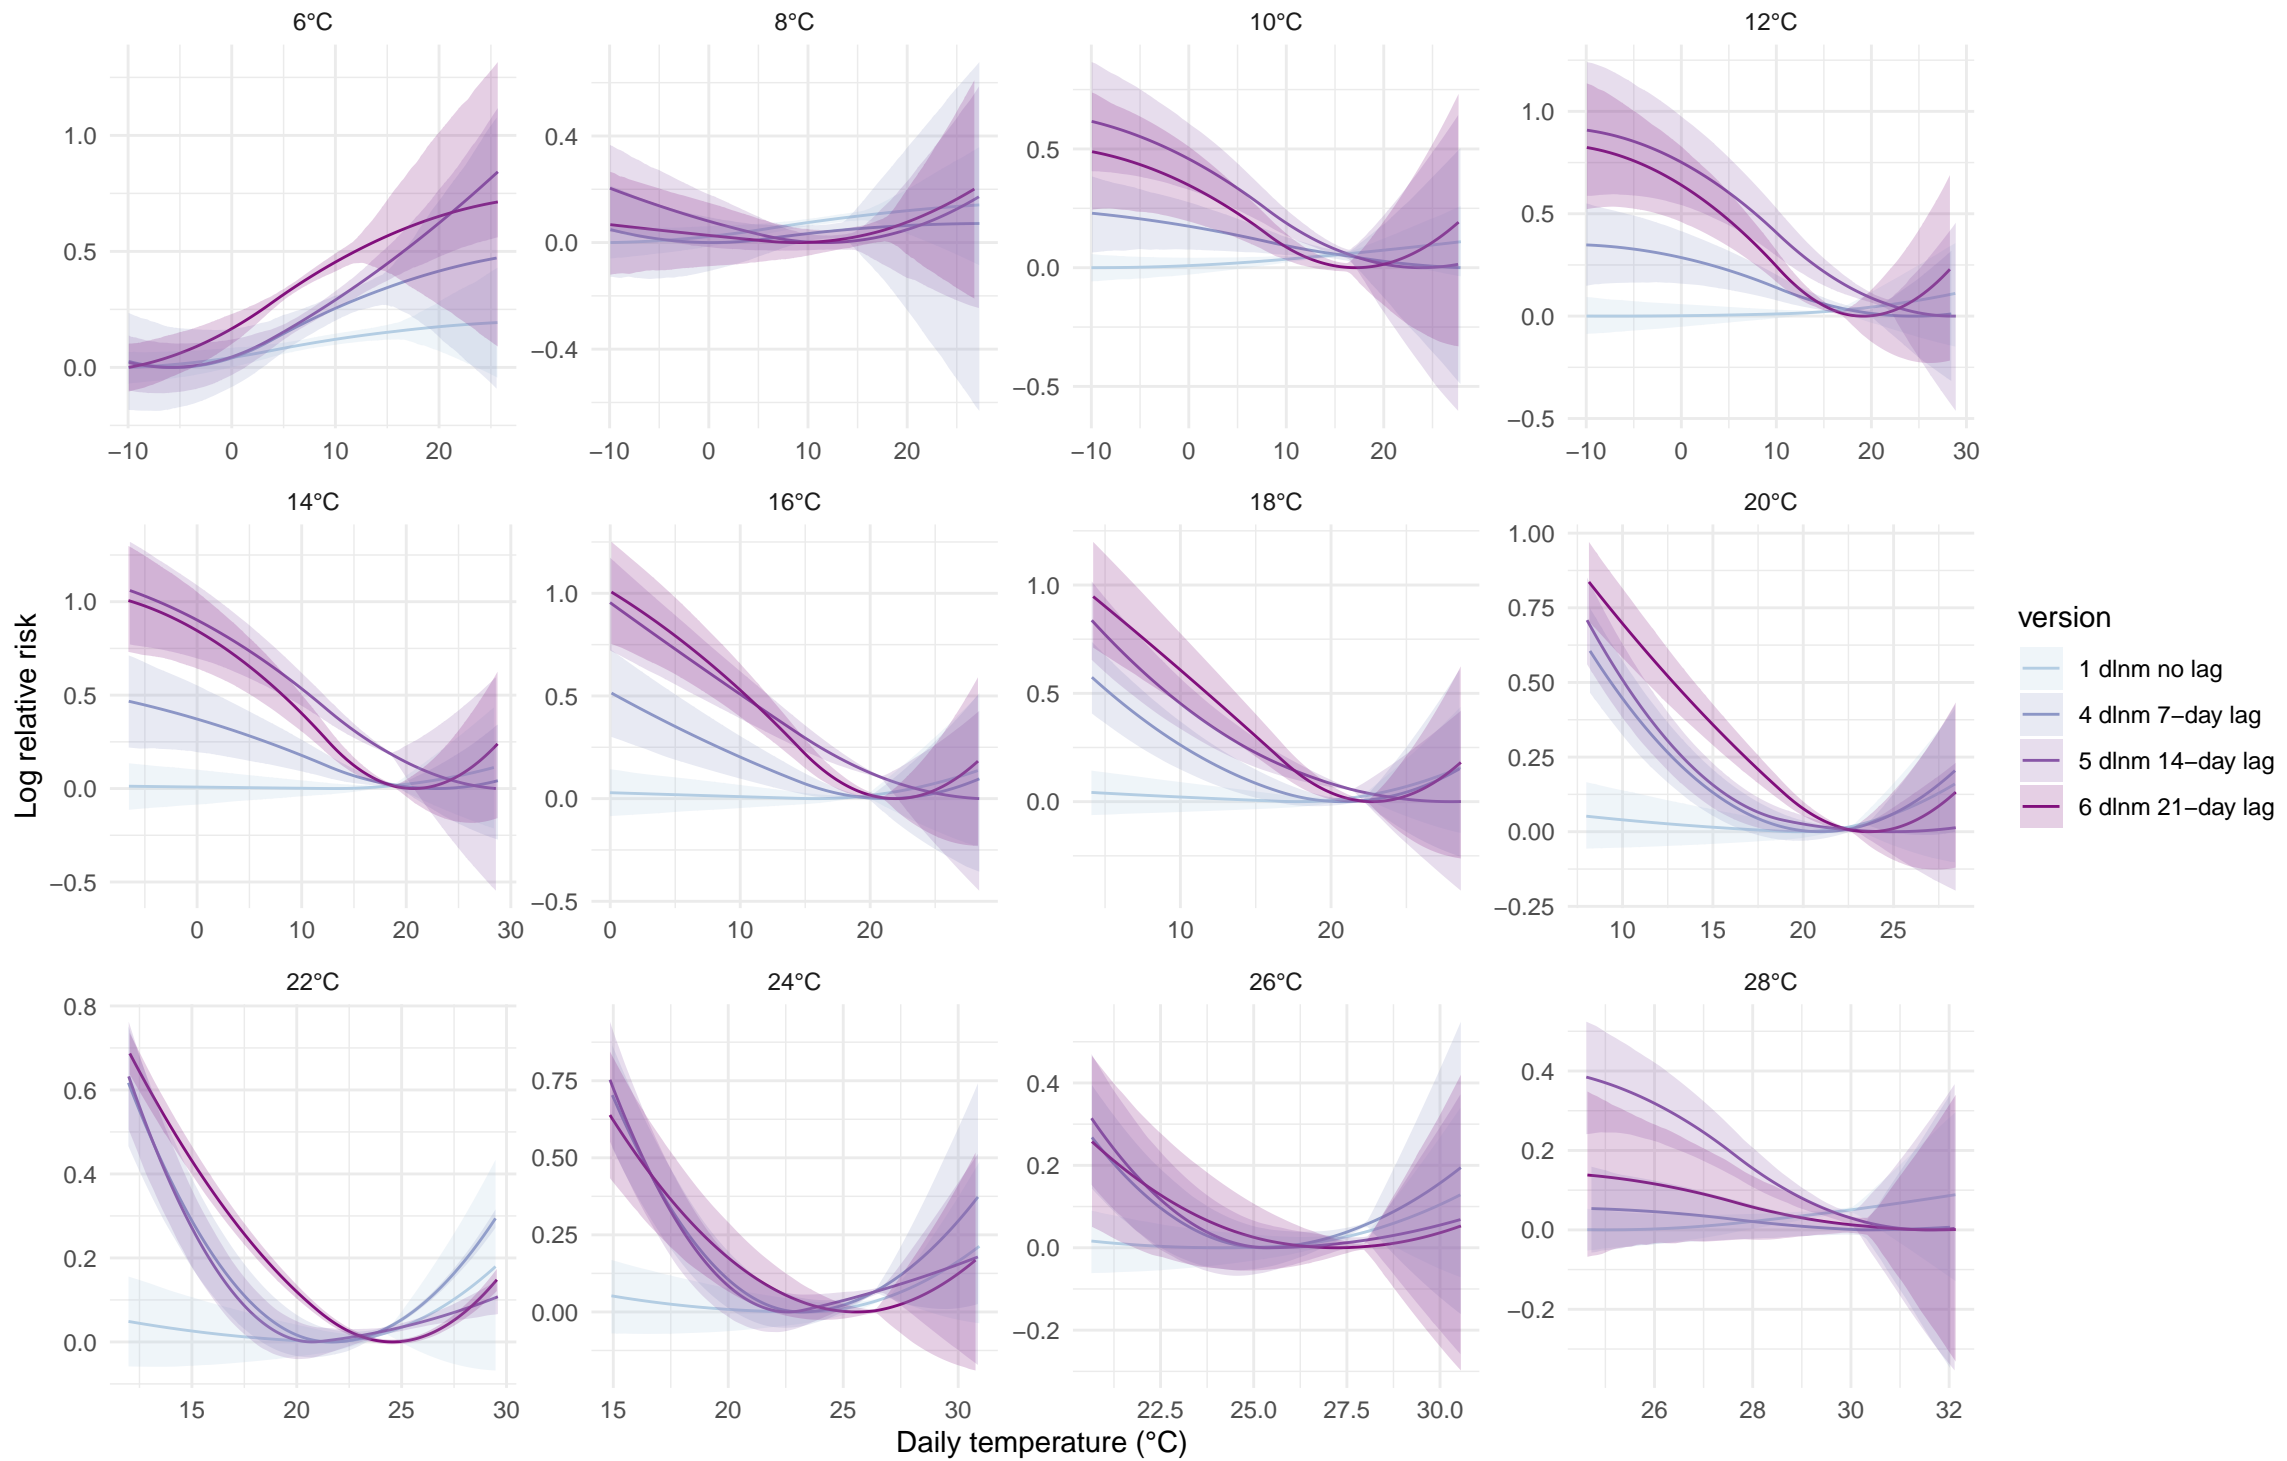 6°C 8°C 10°C 12°C
1.0 0.5 0.0
0.4 0.0 −0.4
0.5 0.0 −0.5
1.0 0.5 0.0 −0.5
−10 0 10 20 −10 0 10 20 −10 0 10 20 −10 0 10 20 30
14°C 16°C 18°C 20°C
1.0 0.5 0.0 −0.5
1.0 0.5 0.0 −0.5
1.0 0.5 0.0
1.00 0.75 0.50 0.25 0.00 −0.25
0 10 20 30 0 10 20 10 20 10 15 20 25
22°C 24°C 26°C 28°C
0.8 0.6 0.4 0.2 0.0
0.75 0.50 0.25 0.00
0.4 0.2 0.0 −0.2
0.4 0.2 0.0 −0.2
15 20 25 30 15 20 25 30 22.5 25.0 27.5 30.0 26 28 30 32
Daily temperature (°C)
Log relative risk
version
1 dlnm no lag
4 dlnm 7−day lag
5 dlnm 14−day lag
6 dlnm 21−day lag